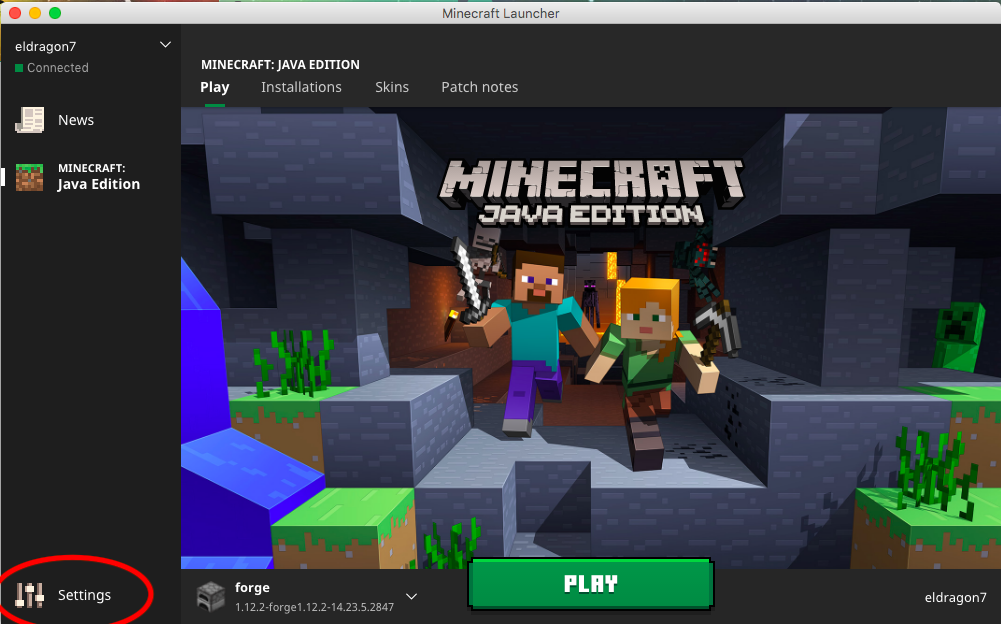 Minecraft Launcher
eldragon7
Connected
News
MINECRAFT:
Java Edition
Settings
MINECRAFT: JAVA EDITION
Play
Installations
Skins
Patch notes
MINECRAFT
JAVA EDITION
forge
1.12.2-forge1.12.2-14.23.5.2847
PLAY
eldragon7